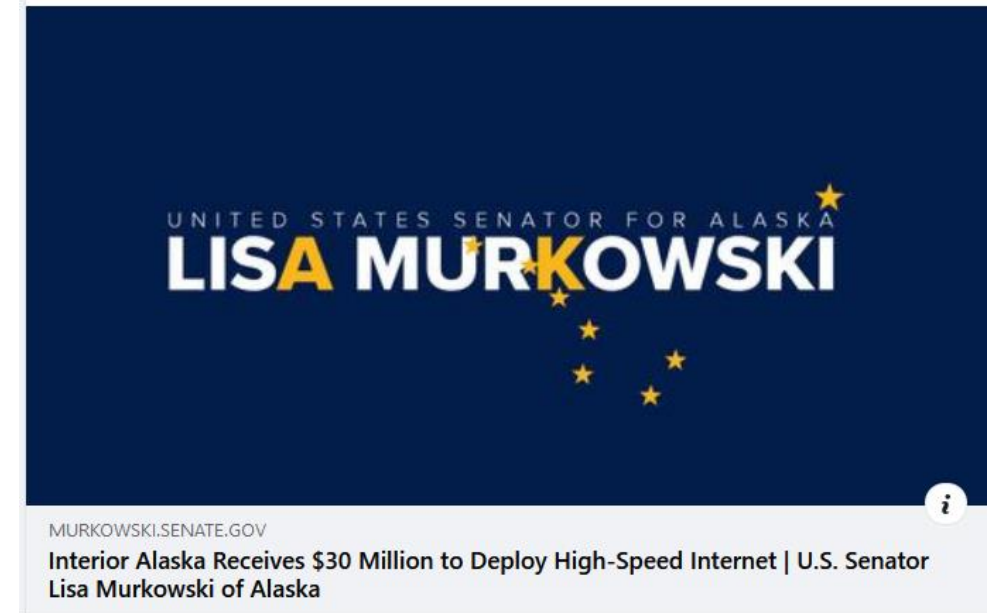 UNITED STATES SENATOR FOR ALASKA
LISA MURKOWSKI
i
MURKOWSKI.SENATE.GOV
Interior Alaska Receives $30 Million to Deploy High-Speed Internet | U.S. Senator
Lisa Murkowski of Alaska